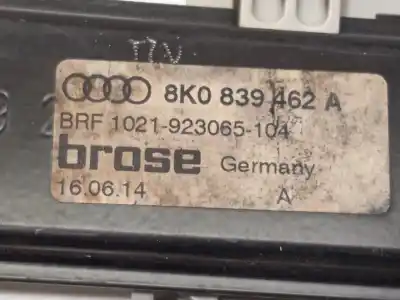 8K0 839 462 A
BRF 1021-923065-104
brose Germany
16.06.14 A